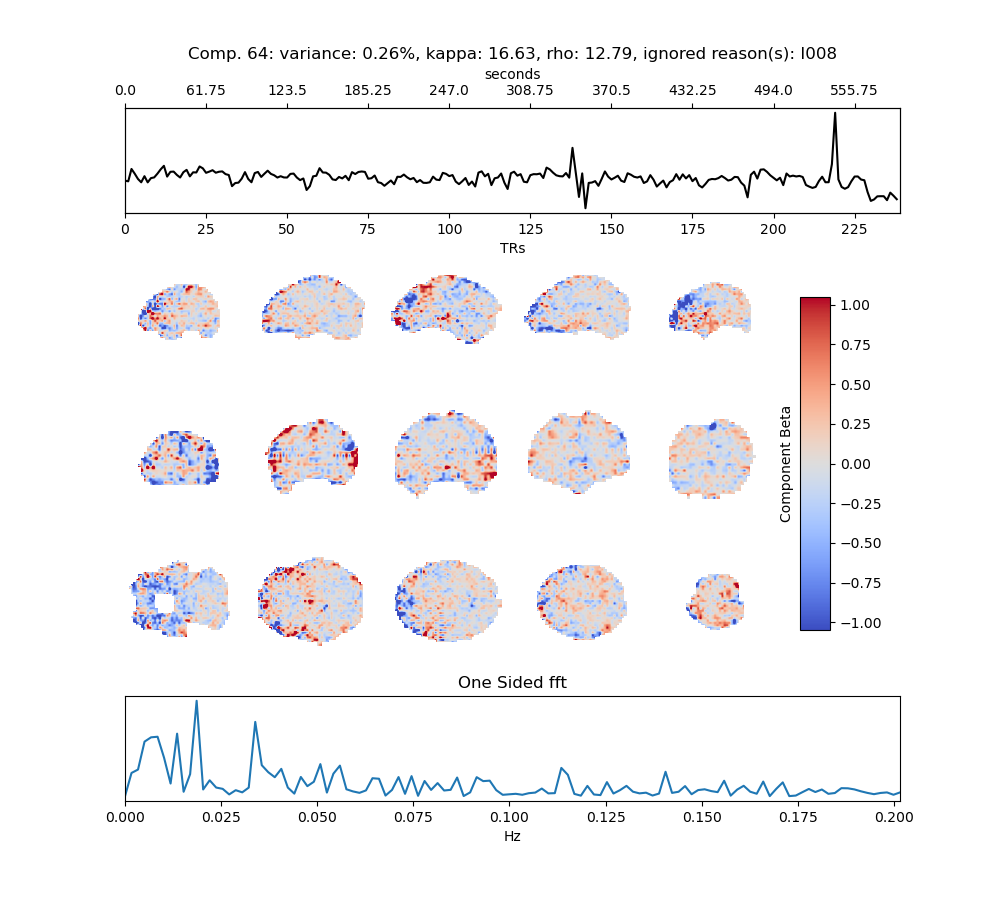 Comp. 64: variance: 0.26%, kappa: 16.63, rho: 12.79, ignored reason(s): I008
seconds
0.0 61.75 123.5 185.25 247.0 308.75 370.5 432.25 494.0 555.75
0 25 50 75 100 125 150 175 200 225
TRs
1.00
0.75
0.50
0.25
0.00
−0.25
−0.50
−0.75
−1.00
Component Beta
One Sided fft
0.000 0.025 0.050 0.075 0.100 0.125 0.150 0.175 0.200
Hz